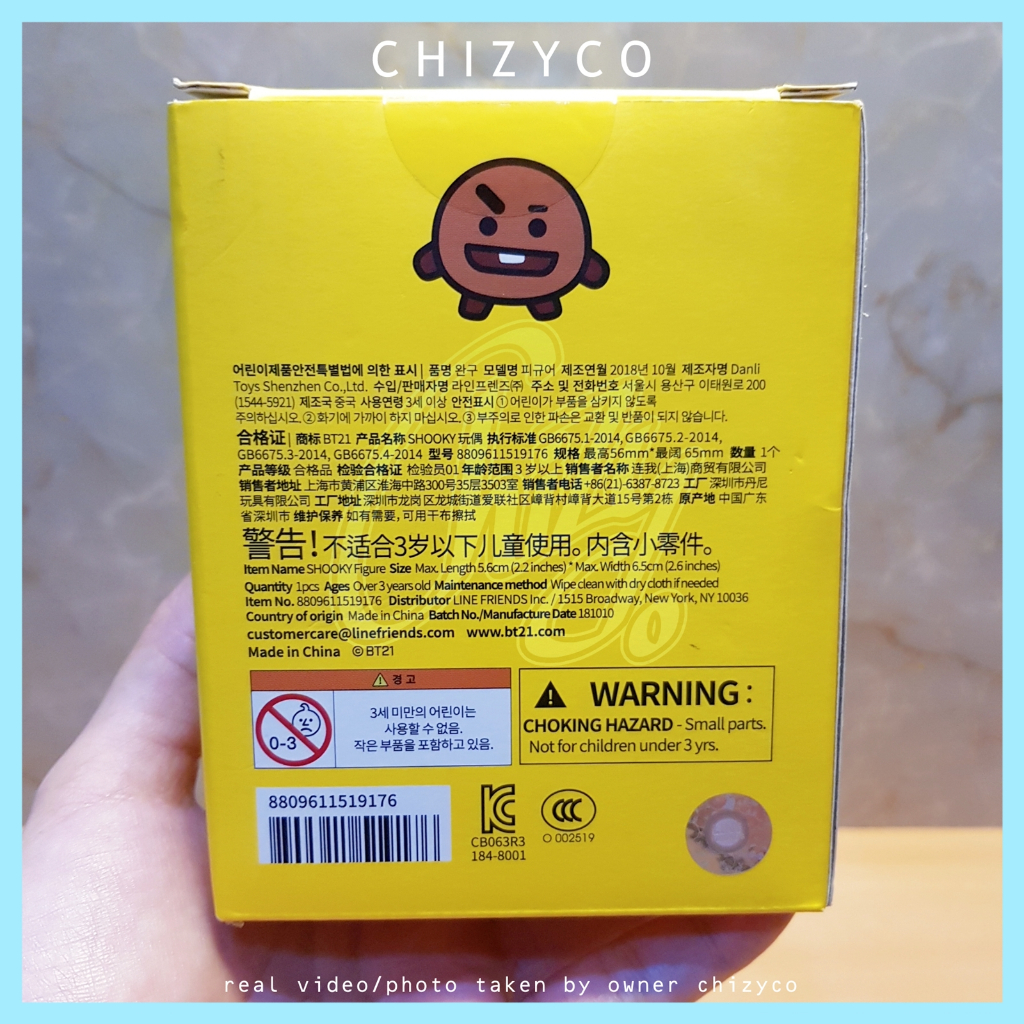 CHIZYCO
어린이제품안전특별법에 의한 표시 | 품명 완구 모델명 피규어 제조연월 2018년 10월 제조자명 Danli
Toys Shenzhen Co.,Ltd. 수입/판매자명 라인프렌즈㈜ 주소 및 전화번호 서울시 용산구 이태원로 200
(1544-5921) 제조국 중국 사용연령 3세 이상 안전표시 ① 어린이가 부품을 삼키지 않도록
주의하십시오. ② 화기에 가까이 하지 마십시오. ③ 부주의로 인한 파손은 교환 및 반품이 되지 않습니다.
合格证 | 商标 BT21 产品名称 SHOOKY 玩偶 执行标准 GB6675.1-2014, GB6675.2-2014,
GB6675.3-2014, GB6675.4-2014 型号 8809611519176 规格 最高56mm*最阔 65mm 数量 1个
产品等级 合格品 检验合格证 检验员01 年龄范围 3 岁以上 销售者名称 连我(上海)商贸有限公司
销售者地址 上海市黄浦区淮海中路300号35层3503室 销售者电话 +86(21)-6387-8723 工厂 深圳市丹尼
玩具有限公司 工厂地址 深圳市龙岗区龙城街道爱联社区嶂背村嶂背大道15号第2栋 原产地 中国广东
省深圳市 维护保养 如有需要, 可用干布擦拭
警告! 不适合3岁以下儿童使用。内含小零件。
Item Name SHOOKY Figure Size Max. Length 5.6cm (2.2 inches) * Max. Width 6.5cm (2.6 inches)
Quantity 1pcs Ages Over 3 years old Maintenance method Wipe clean with dry cloth if needed
Item No. 8809611519176 Distributor LINE FRIENDS Inc. / 1515 Broadway, New York, NY 10036
Country of origin Made in China Batch No./Manufacture Date 181010
customercare@linefriends.com www.bt21.com
Made in China © BT21
경고
0-3
3세 미만의 어린이는
사용할 수 없음.
작은 부품을 포함하고 있음.
WARNING :
CHOKING HAZARD - Small parts.
Not for children under 3 yrs.
8809611519176
CB063R3
184-8001
CCC
O 002519
real video/photo taken by owner chizyco